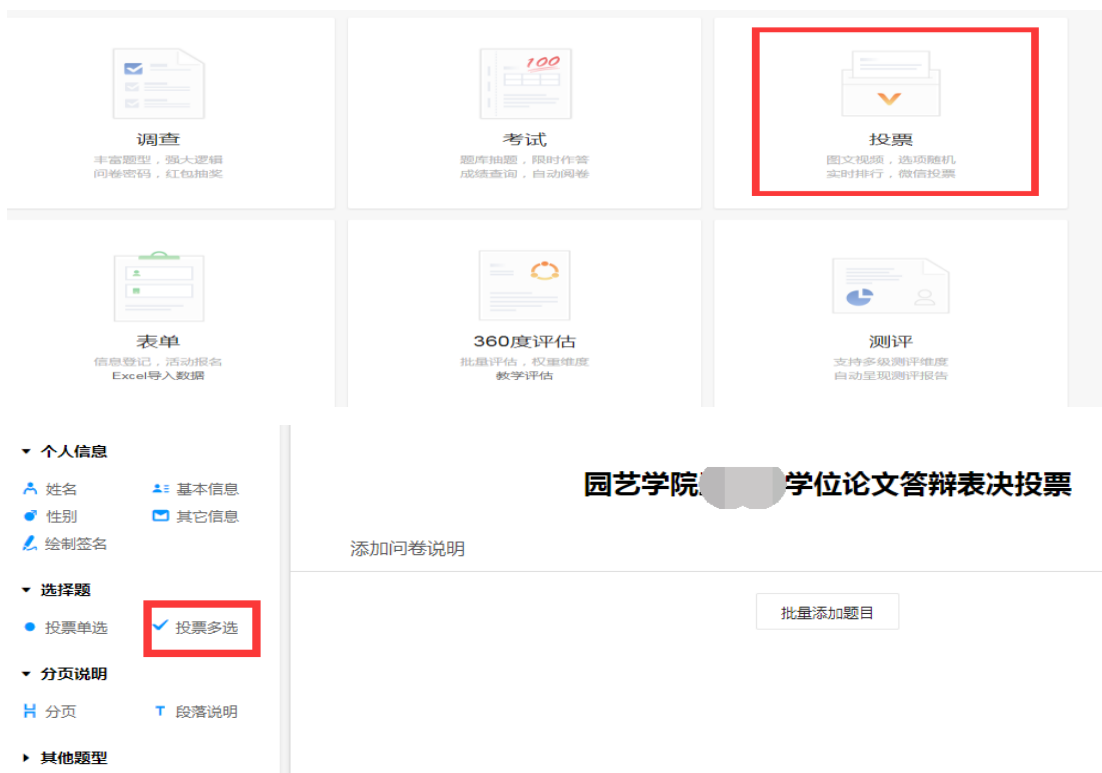 100
调查
丰富题型，强大逻辑
问卷密码，红包抽奖
考试
题库抽题，限时作答
成绩查询，自动阅卷
投票
图文视频，选项随机
实时排行，微信投票
表单
信息登记，活动报名
Excel导入数据
360度评估
批量评估，权重维度
教学评估
测评
支持多级测评维度
自动呈现测评报告
个人信息
姓名
基本信息
性别
其它信息
绘制签名
选择题
投票单选
投票多选
分页说明
分页
段落说明
其他题型
园艺学院 学位论文答辩表决投票
添加问卷说明
批量添加题目